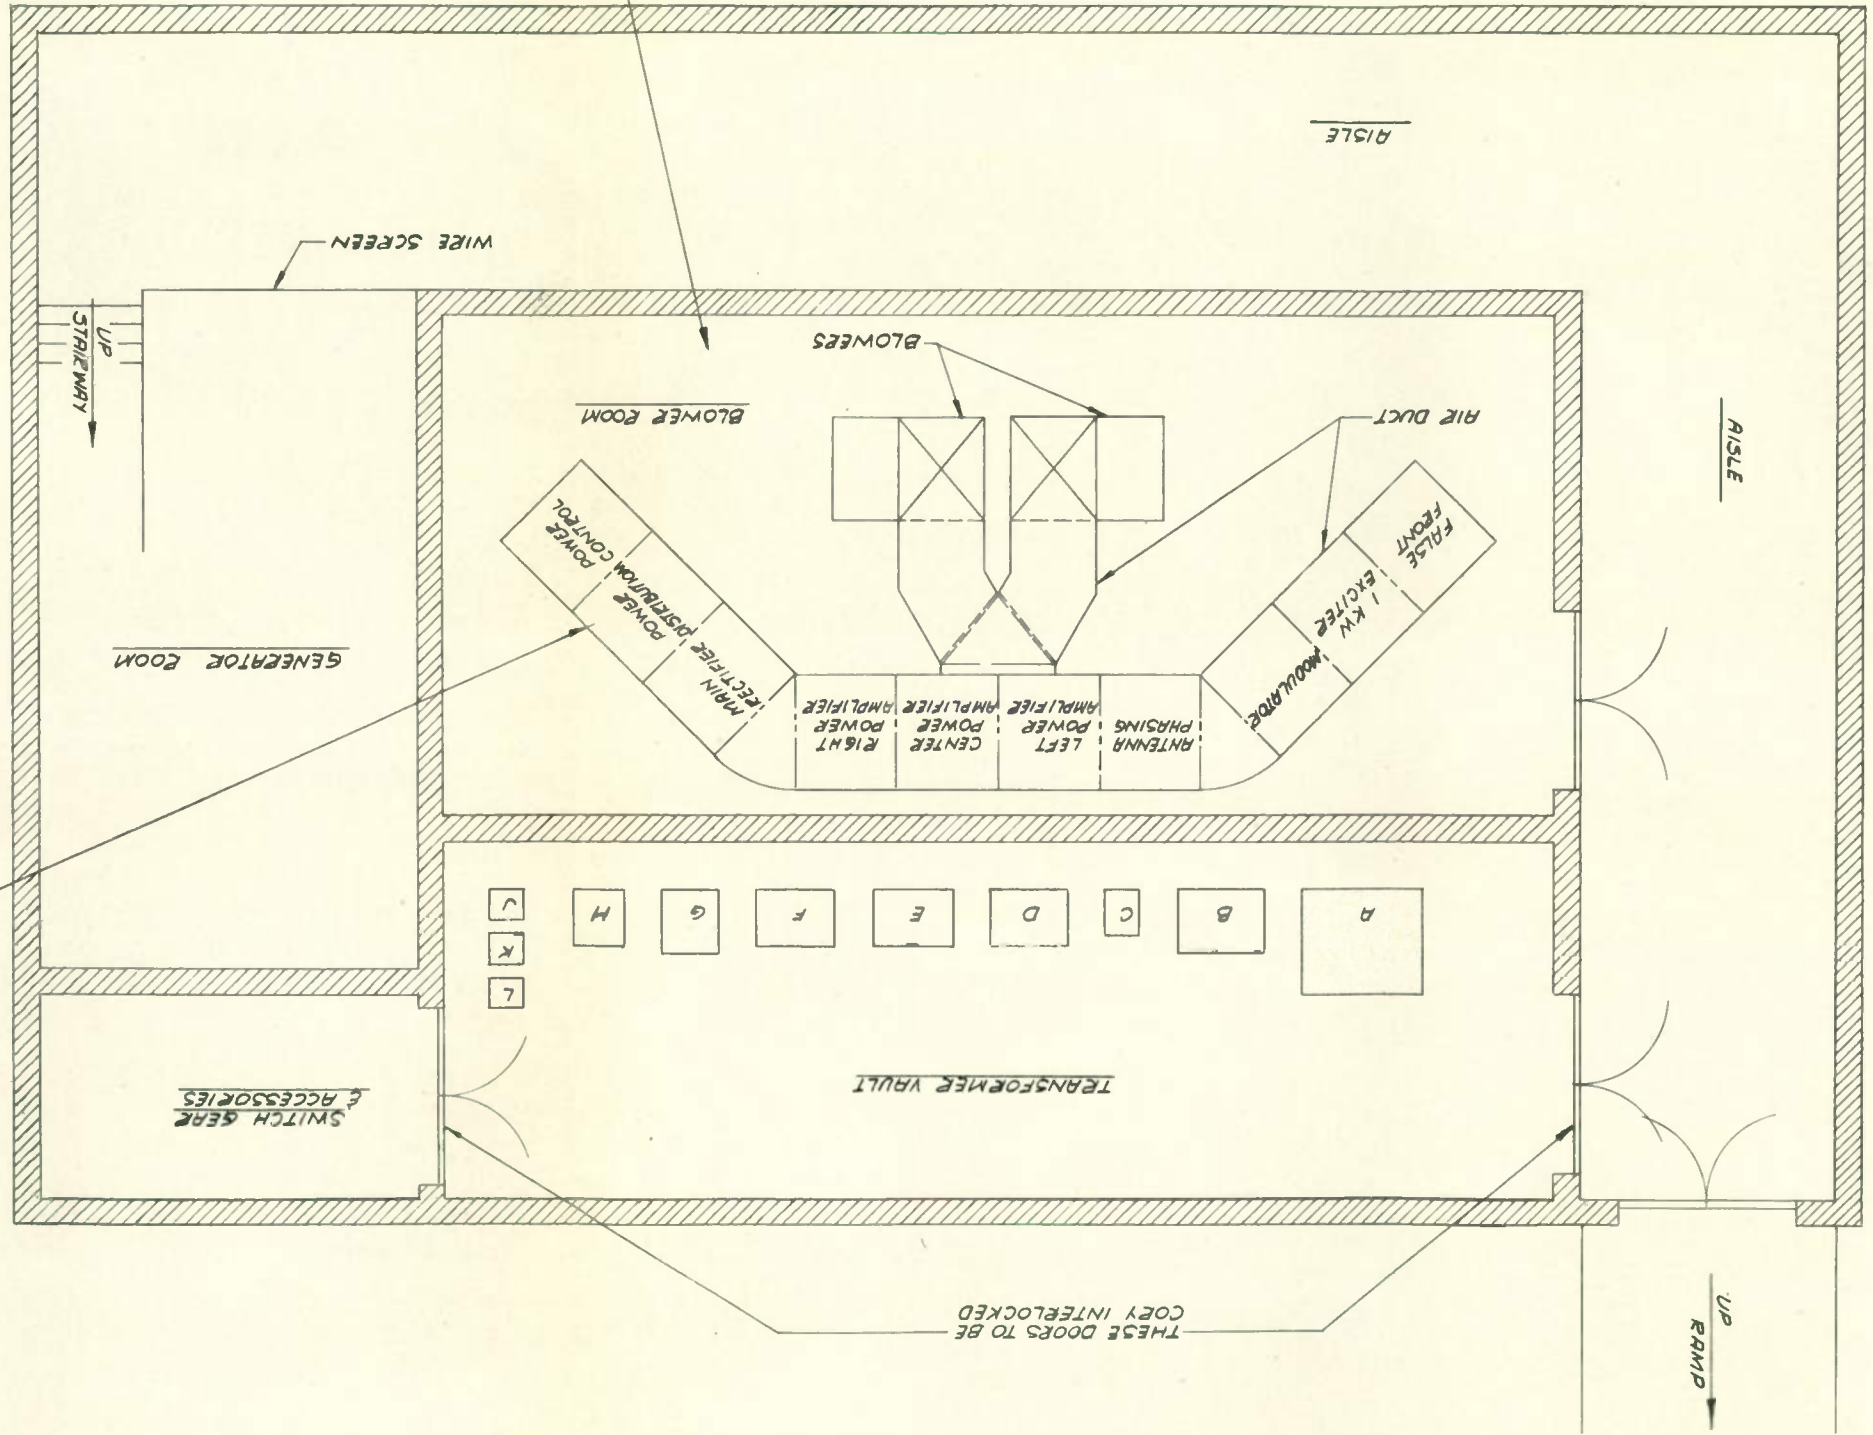 UP
RAMP
THESE DOORS TO BE
CORY INTERLOCKED
SWITCH GEAR
& ACCESSORIES
TRANSFORMER VAULT
A
B
C
D
E
F
G
H
L
K
J
AISLE
FALSE
FRONT
1 KW
EXCITER
MODULATOR
ANTENNA
PHASING
LEFT
POWER
AMPLIFIER
CENTER
POWER
AMPLIFIER
RIGHT
POWER
AMPLIFIER
MAIN
RECTIFIER
POWER
DISTRIBUTION
POWER
CONTROL
GENERATOR ROOM
AIR DUCT
BLOWERS
BLOWER ROOM
UP
STAIRWAY
WIRE SCREEN
AISLE